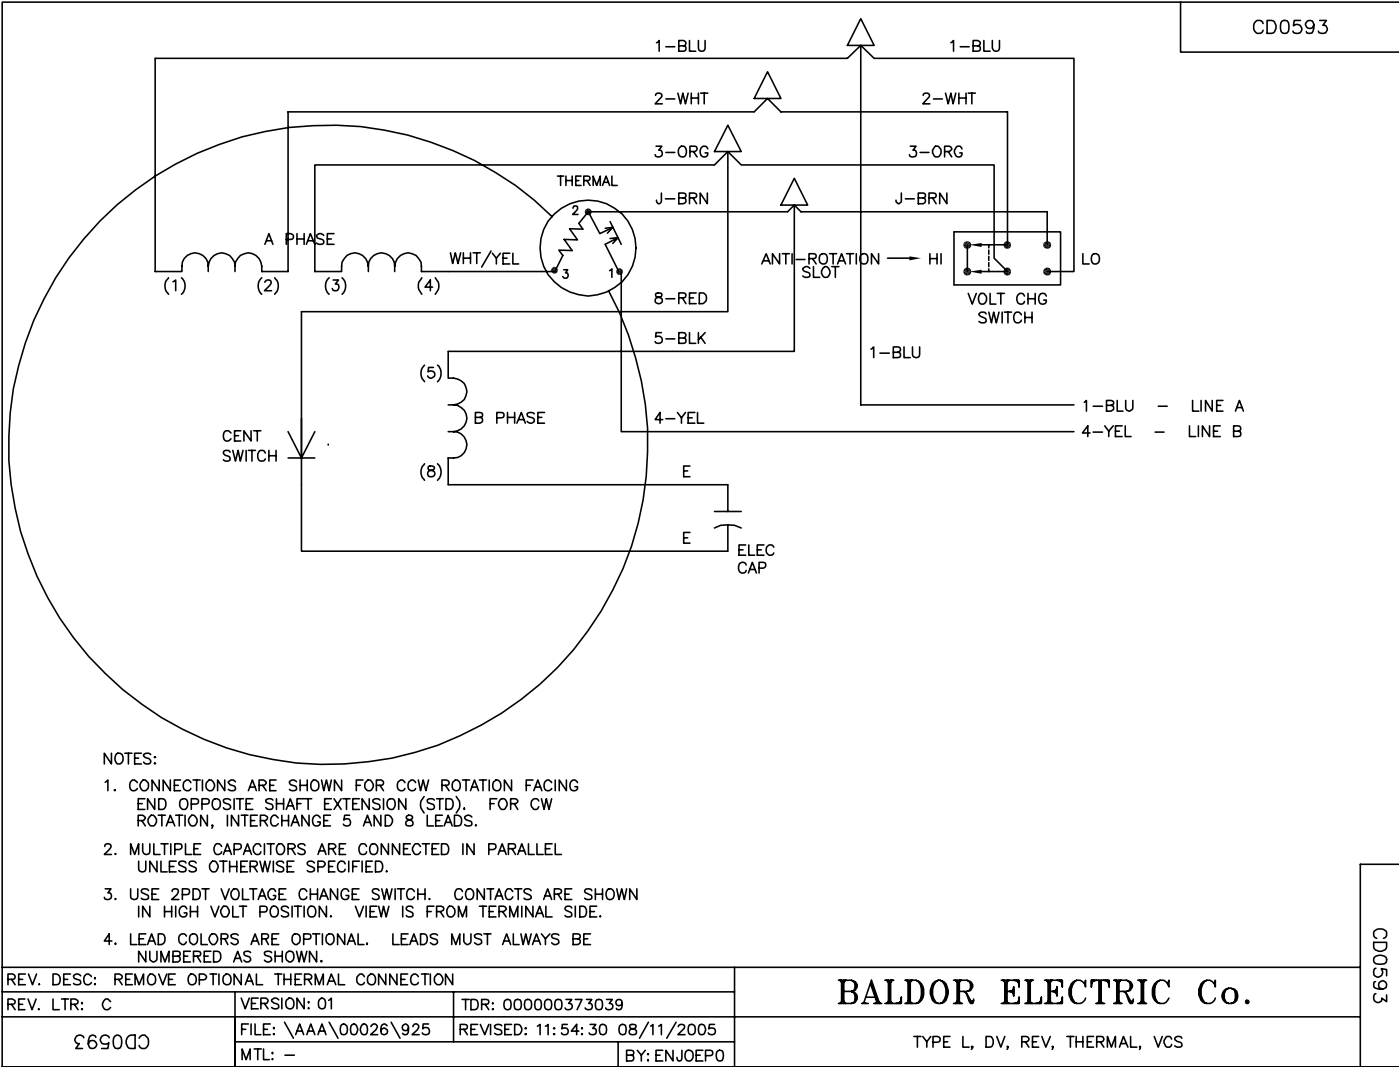 CD0593
1-BLU
1-BLU
2-WHT
2-WHT
3-ORG
3-ORG
THERMAL
J-BRN
J-BRN
2
A PHASE
WHT/YEL
3
1
ANTI-ROTATION
SLOT
HI
LO
(1)
(2)
(3)
(4)
8-RED
VOLT CHG
SWITCH
5-BLK
1-BLU
(5)
1-BLU - LINE A
B PHASE
4-YEL
4-YEL - LINE B
CENT
SWITCH
(8)
E
E
ELEC
CAP
NOTES:
1. CONNECTIONS ARE SHOWN FOR CCW ROTATION FACING
END OPPOSITE SHAFT EXTENSION (STD). FOR CW
ROTATION, INTERCHANGE 5 AND 8 LEADS.
2. MULTIPLE CAPACITORS ARE CONNECTED IN PARALLEL
UNLESS OTHERWISE SPECIFIED.
3. USE 2PDT VOLTAGE CHANGE SWITCH. CONTACTS ARE SHOWN
IN HIGH VOLT POSITION. VIEW IS FROM TERMINAL SIDE.
4. LEAD COLORS ARE OPTIONAL. LEADS MUST ALWAYS BE
NUMBERED AS SHOWN.
CD0593
REV. DESC: REMOVE OPTIONAL THERMAL CONNECTION
REV. LTR: C
VERSION: 01
TDR: 000000373039
BALDOR ELECTRIC Co.
CD0593
FILE: \AAA\00026\925
REVISED: 11:54:30 08/11/2005
TYPE L, DV, REV, THERMAL, VCS
MTL: -
BY: ENJOEPO